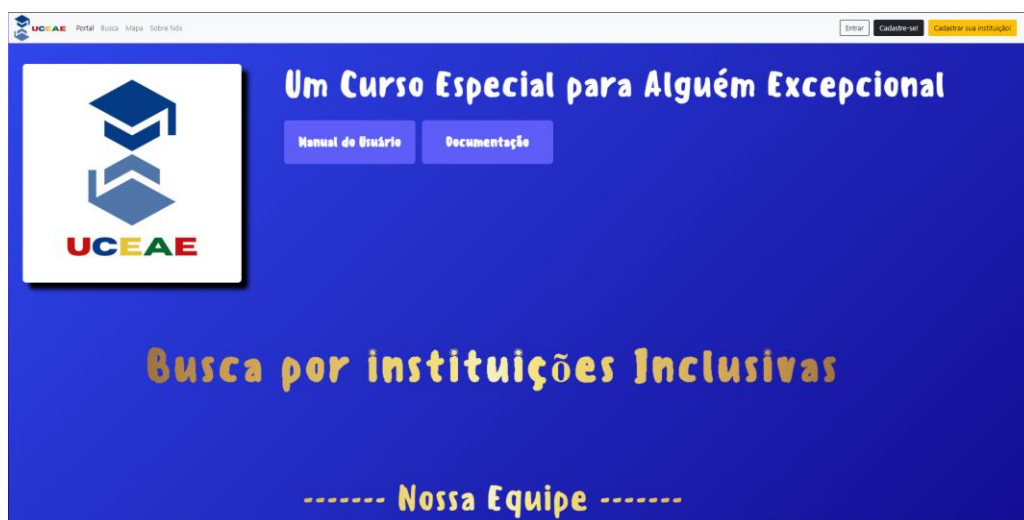 UCEAE Portal Busca Mapa Sobre Nós Entrar Cadastre-se! Cadastrar sua instituição!
Um Curso Especial para Alguém Excepcional
Manual do Usuário Documentação
UCEAE
Busca por instituições Inclusivas
------- Nossa Equipe -------